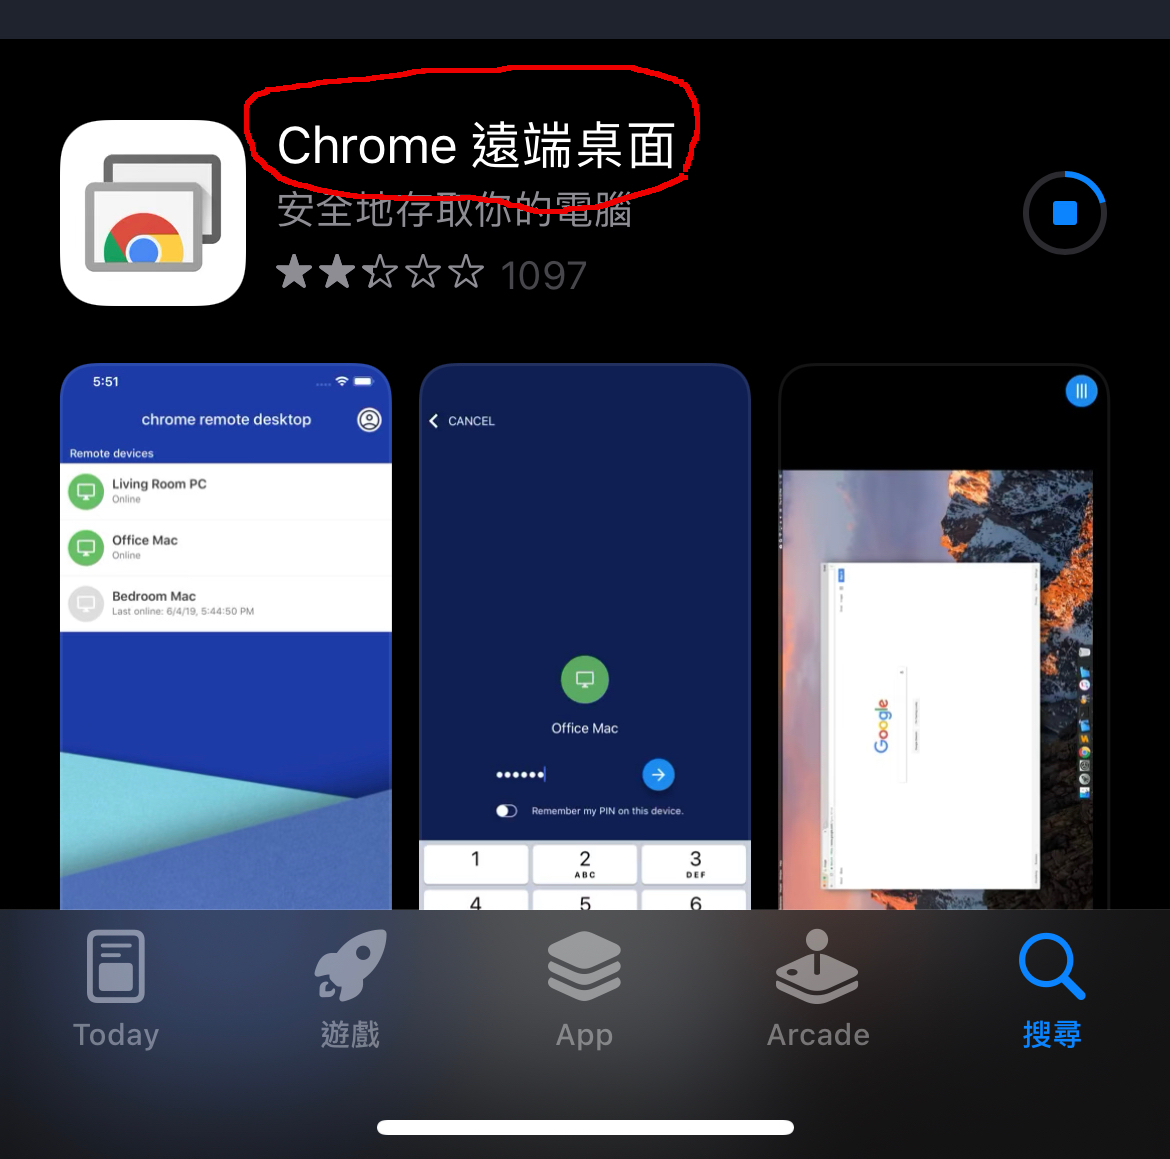 Chrome 遠端桌面
安全地存取你的電腦
1097
5:51
chrome remote desktop
Remote devices
Living Room PC
Online
Office Mac
Online
Bedroom Mac
Last online: 6/4/19, 5:44:50 PM
CANCEL
Office Mac
Remember my PIN on this device.
1
2
ABC
3
DEF
4
5
6
Google
Today
遊戲
App
Arcade
搜尋